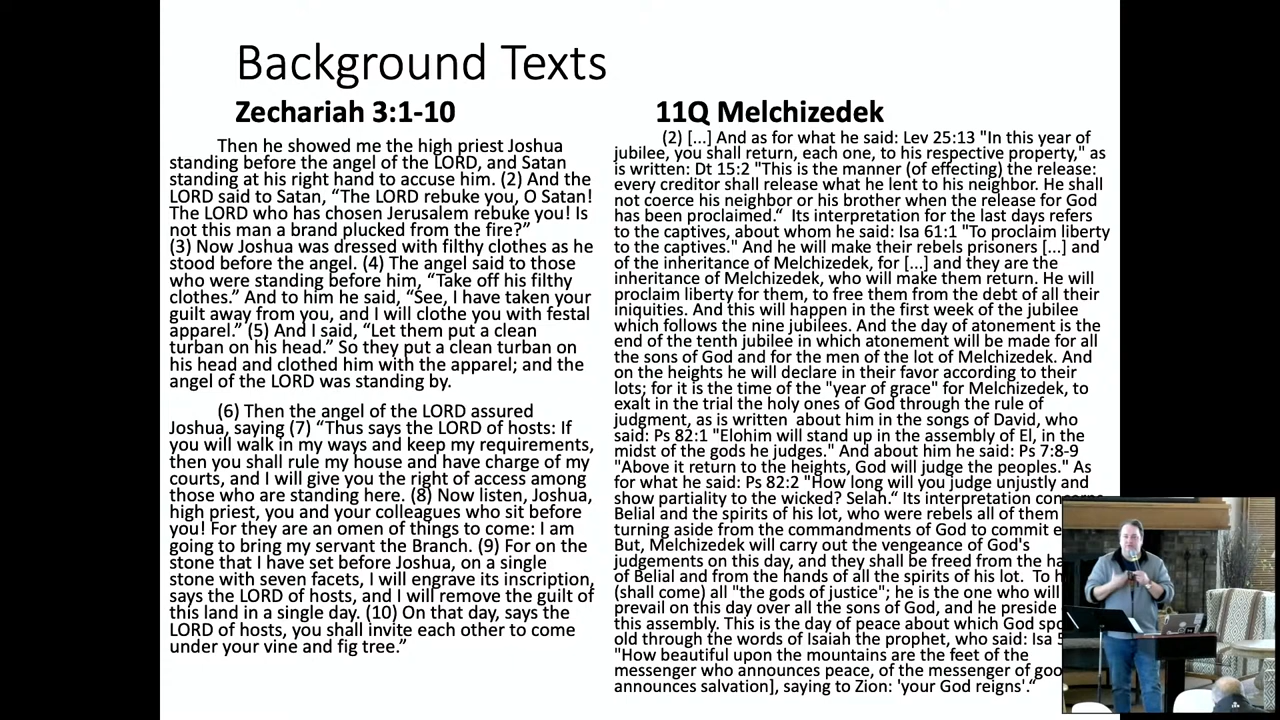 Background Texts
Zechariah 3:1-10
Then he showed me the high priest Joshua
standing before the angel of the LORD, and Satan
standing at his right hand to accuse him. (2) And the
LORD said to Satan, “The LORD rebuke you, O Satan!
The LORD who has chosen Jerusalem rebuke you! Is
not this man a brand plucked from the fire?”
(3) Now Joshua was dressed with filthy clothes as he
stood before the angel. (4) The angel said to those
who were standing before him, “Take off his filthy
clothes.” And to him he said, “See, I have taken your
guilt away from you, and I will clothe you with festal
apparel.” (5) And I said, “Let them put a clean
turban on his head.” So they put a clean turban on
his head and clothed him with the apparel; and the
angel of the LORD was standing by.
(6) Then the angel of the LORD assured
Joshua, saying (7) “Thus says the LORD of hosts: If
you will walk in my ways and keep my requirements,
then you shall rule my house and have charge of my
courts, and I will give you the right of access among
those who are standing here. (8) Now listen, Joshua,
high priest, you and your colleagues who sit before
you! For they are an omen of things to come: I am
going to bring my servant the Branch. (9) For on the
stone that I have set before Joshua, on a single
stone with seven facets, I will engrave its inscription,
says the LORD of hosts, and I will remove the guilt of
this land in a single day. (10) On that day, says the
LORD of hosts, you shall invite each other to come
under your vine and fig tree.”
11Q Melchizedek
(2) [...] And as for what he said: Lev 25:13 "In this year of
jubilee, you shall return, each one, to his respective property," as
is written: Dt 15:2 "This is the manner (of effecting) the release:
every creditor shall release what he lent to his neighbor. He shall
not coerce his neighbor or his brother when the release for God
has been proclaimed.“ Its interpretation for the last days refers
to the captives, about whom he said: Isa 61:1 "To proclaim liberty
to the captives." And he will make their rebels prisoners [...] and
of the inheritance of Melchizedek, for [...] and they are the
inheritance of Melchizedek, who will make them return. He will
proclaim liberty for them, to free them from the debt of all their
iniquities. And this will happen in the first week of the jubilee
which follows the nine jubilees. And the day of atonement is the
end of the tenth jubilee in which atonement will be made for all
the sons of God and for the men of the lot of Melchizedek. And
on the heights he will declare in their favor according to their
lots; for it is the time of the "year of grace" for Melchizedek, to
exalt in the trial the holy ones of God through the rule of
judgment, as is written about him in the songs of David, who
said: Ps 82:1 "Elohim will stand up in the assembly of El, in the
midst of the gods he judges." And about him he said: Ps 7:8-9
"Above it return to the heights, God will judge the peoples." As
for what he said: Ps 82:2 "How long will you judge unjustly and
show partiality to the wicked? Selah.“ Its interpretation
Belial and the spirits of his lot, who were rebels all of them
turning aside from the commandments of God to commit
But, Melchizedek will carry out the vengeance of God's
judgements on this day, and they shall be freed from the
of Belial and from the hands of all the spirits of his lot. To
(shall come) all "the gods of justice"; he is the one who will
prevail on this day over all the sons of God, and he preside
this assembly. This is the day of peace about which God
old through the words of Isaiah the prophet, who said: Isa
"How beautiful upon the mountains are the feet of the
messenger who announces peace, of the messenger of
announces salvation], saying to Zion: 'your God reigns'.“